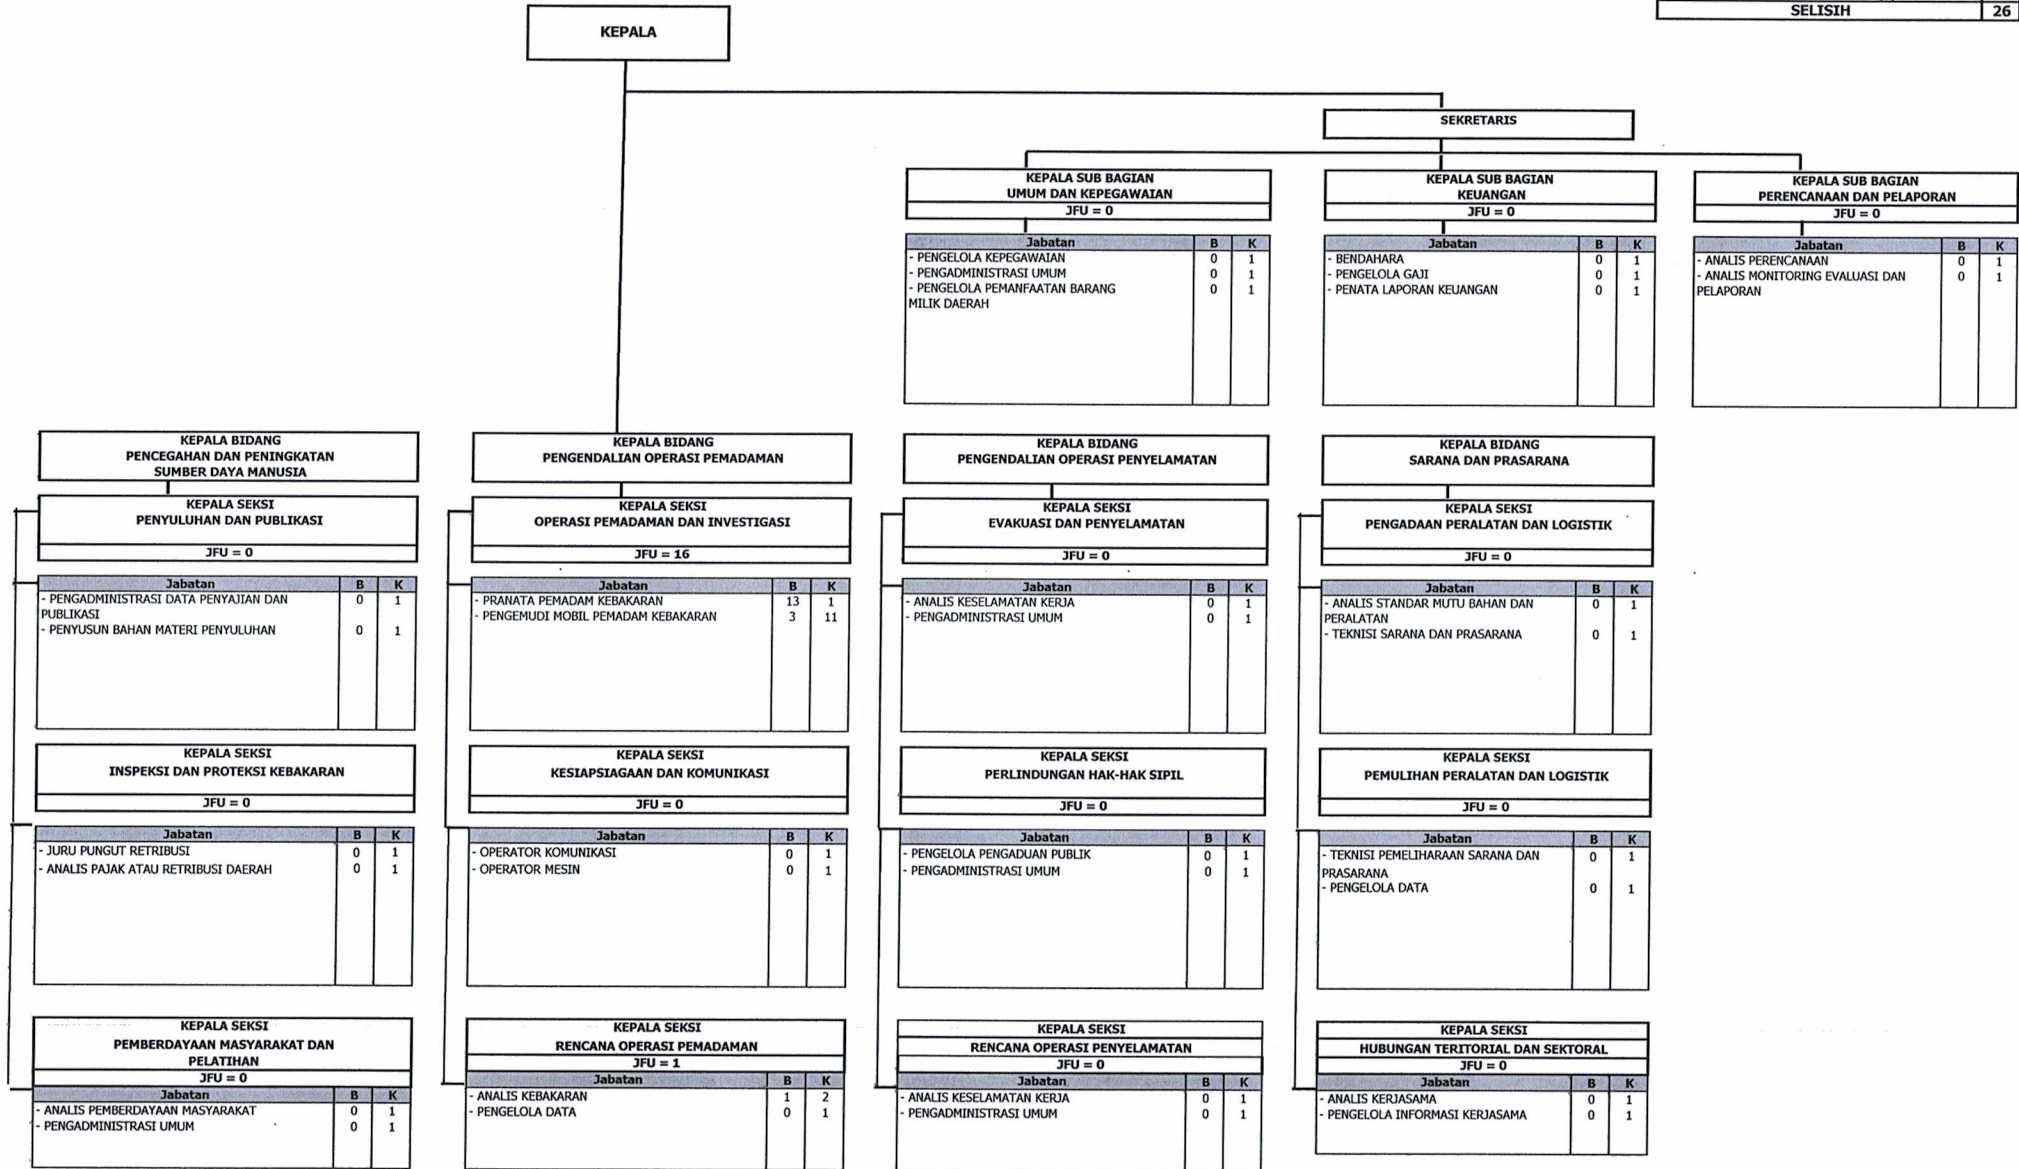 SELISIH 26
KEPALA
SEKRETARIS
KEPALA SUB BAGIAN
UMUM DAN KEPEGAWAIAN
JFU = 0
Jabatan B K
- PENGELOLA KEPEGAWAIAN 0 1
- PENGADMINISTRASI UMUM 0 1
- PENGELOLA PEMANFAATAN BARANG 0 1
MILIK DAERAH
KEPALA SUB BAGIAN
KEUANGAN
JFU = 0
Jabatan B K
- BENDAHARA 0 1
- PENGELOLA GAJI 0 1
- PENATA LAPORAN KEUANGAN 0 1
KEPALA SUB BAGIAN
PERENCANAAN DAN PELAPORAN
JFU = 0
Jabatan B K
- ANALIS PERENCANAAN 0 1
- ANALIS MONITORING EVALUASI DAN 0 1
PELAPORAN
KEPALA BIDANG
PENCEGAHAN DAN PENINGKATAN
SUMBER DAYA MANUSIA
KEPALA SEKSI
PENYULUHAN DAN PUBLIKASI
JFU = 0
Jabatan B K
- PENGADMINISTRASI DATA PENYAJIAN DAN 0 1
PUBLIKASI
- PENYUSUN BAHAN MATERI PENYULUHAN 0 1
KEPALA SEKSI
INSPEKSI DAN PROTEKSI KEBAKARAN
JFU = 0
Jabatan B K
- JURU PUNGUT RETRIBUSI 0 1
- ANALIS PAJAK ATAU RETRIBUSI DAERAH 0 1
KEPALA SEKSI
PEMBERDAYAAN MASYARAKAT DAN
PELATIHAN
JFU = 0
Jabatan B K
- ANALIS PEMBERDAYAAN MASYARAKAT 0 1
- PENGADMINISTRASI UMUM 0 1
KEPALA BIDANG
PENGENDALIAN OPERASI PEMADAMAN
KEPALA SEKSI
OPERASI PEMADAMAN DAN INVESTIGASI
JFU = 16
Jabatan B K
- PRANATA PEMADAM KEBAKARAN 13 1
- PENGEMUDI MOBIL PEMADAM KEBAKARAN 3 11
KEPALA SEKSI
KESIAPSIAGAAN DAN KOMUNIKASI
JFU = 0
Jabatan B K
- OPERATOR KOMUNIKASI 0 1
- OPERATOR MESIN 0 1
KEPALA SEKSI
RENCANA OPERASI PEMADAMAN
JFU = 1
Jabatan B K
- ANALIS KEBAKARAN 1 2
- PENGELOLA DATA 0 1
KEPALA BIDANG
PENGENDALIAN OPERASI PENYELAMATAN
KEPALA SEKSI
EVAKUASI DAN PENYELAMATAN
JFU = 0
Jabatan B K
- ANALIS KESELAMATAN KERJA 0 1
- PENGADMINISTRASI UMUM 0 1
KEPALA SEKSI
PERLINDUNGAN HAK-HAK SIPIL
JFU = 0
Jabatan B K
- PENGELOLA PENGADUAN PUBLIK 0 1
- PENGADMINISTRASI UMUM 0 1
KEPALA SEKSI
RENCANA OPERASI PENYELAMATAN
JFU = 0
Jabatan B K
- ANALIS KESELAMATAN KERJA 0 1
- PENGADMINISTRASI UMUM 0 1
KEPALA BIDANG
SARANA DAN PRASARANA
KEPALA SEKSI
PENGADAAN PERALATAN DAN LOGISTIK
JFU = 0
Jabatan B K
- ANALIS STANDAR MUTU BAHAN DAN 0 1
PERALATAN
- TEKNISI SARANA DAN PRASARANA 0 1
KEPALA SEKSI
PEMULIHAN PERALATAN DAN LOGISTIK
JFU = 0
Jabatan B K
- TEKNISI PEMELIHARAAN SARANA DAN 0 1
PRASARANA
- PENGELOLA DATA 0 1
KEPALA SEKSI
HUBUNGAN TERITORIAL DAN SEKTORAL
JFU = 0
Jabatan B K
- ANALIS KERJASAMA 0 1
- PENGELOLA INFORMASI KERJASAMA 0 1